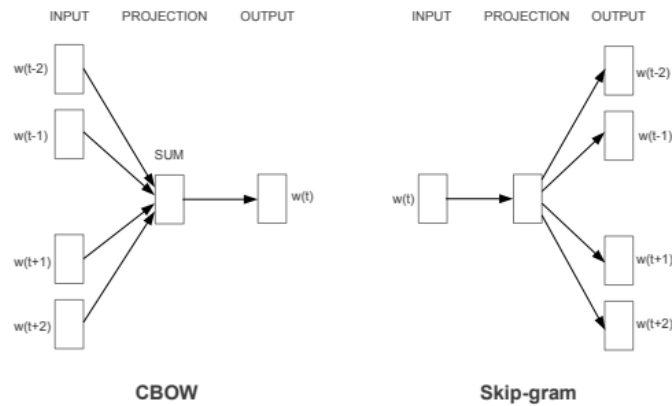 INPUT PROJECTION OUTPUT
w(t-2)
w(t-1)
SUM
w(t)
w(t+1)
w(t+2)
CBOW
INPUT PROJECTION OUTPUT
w(t-2)
w(t-1)
w(t)
w(t+1)
w(t+2)
Skip-gram